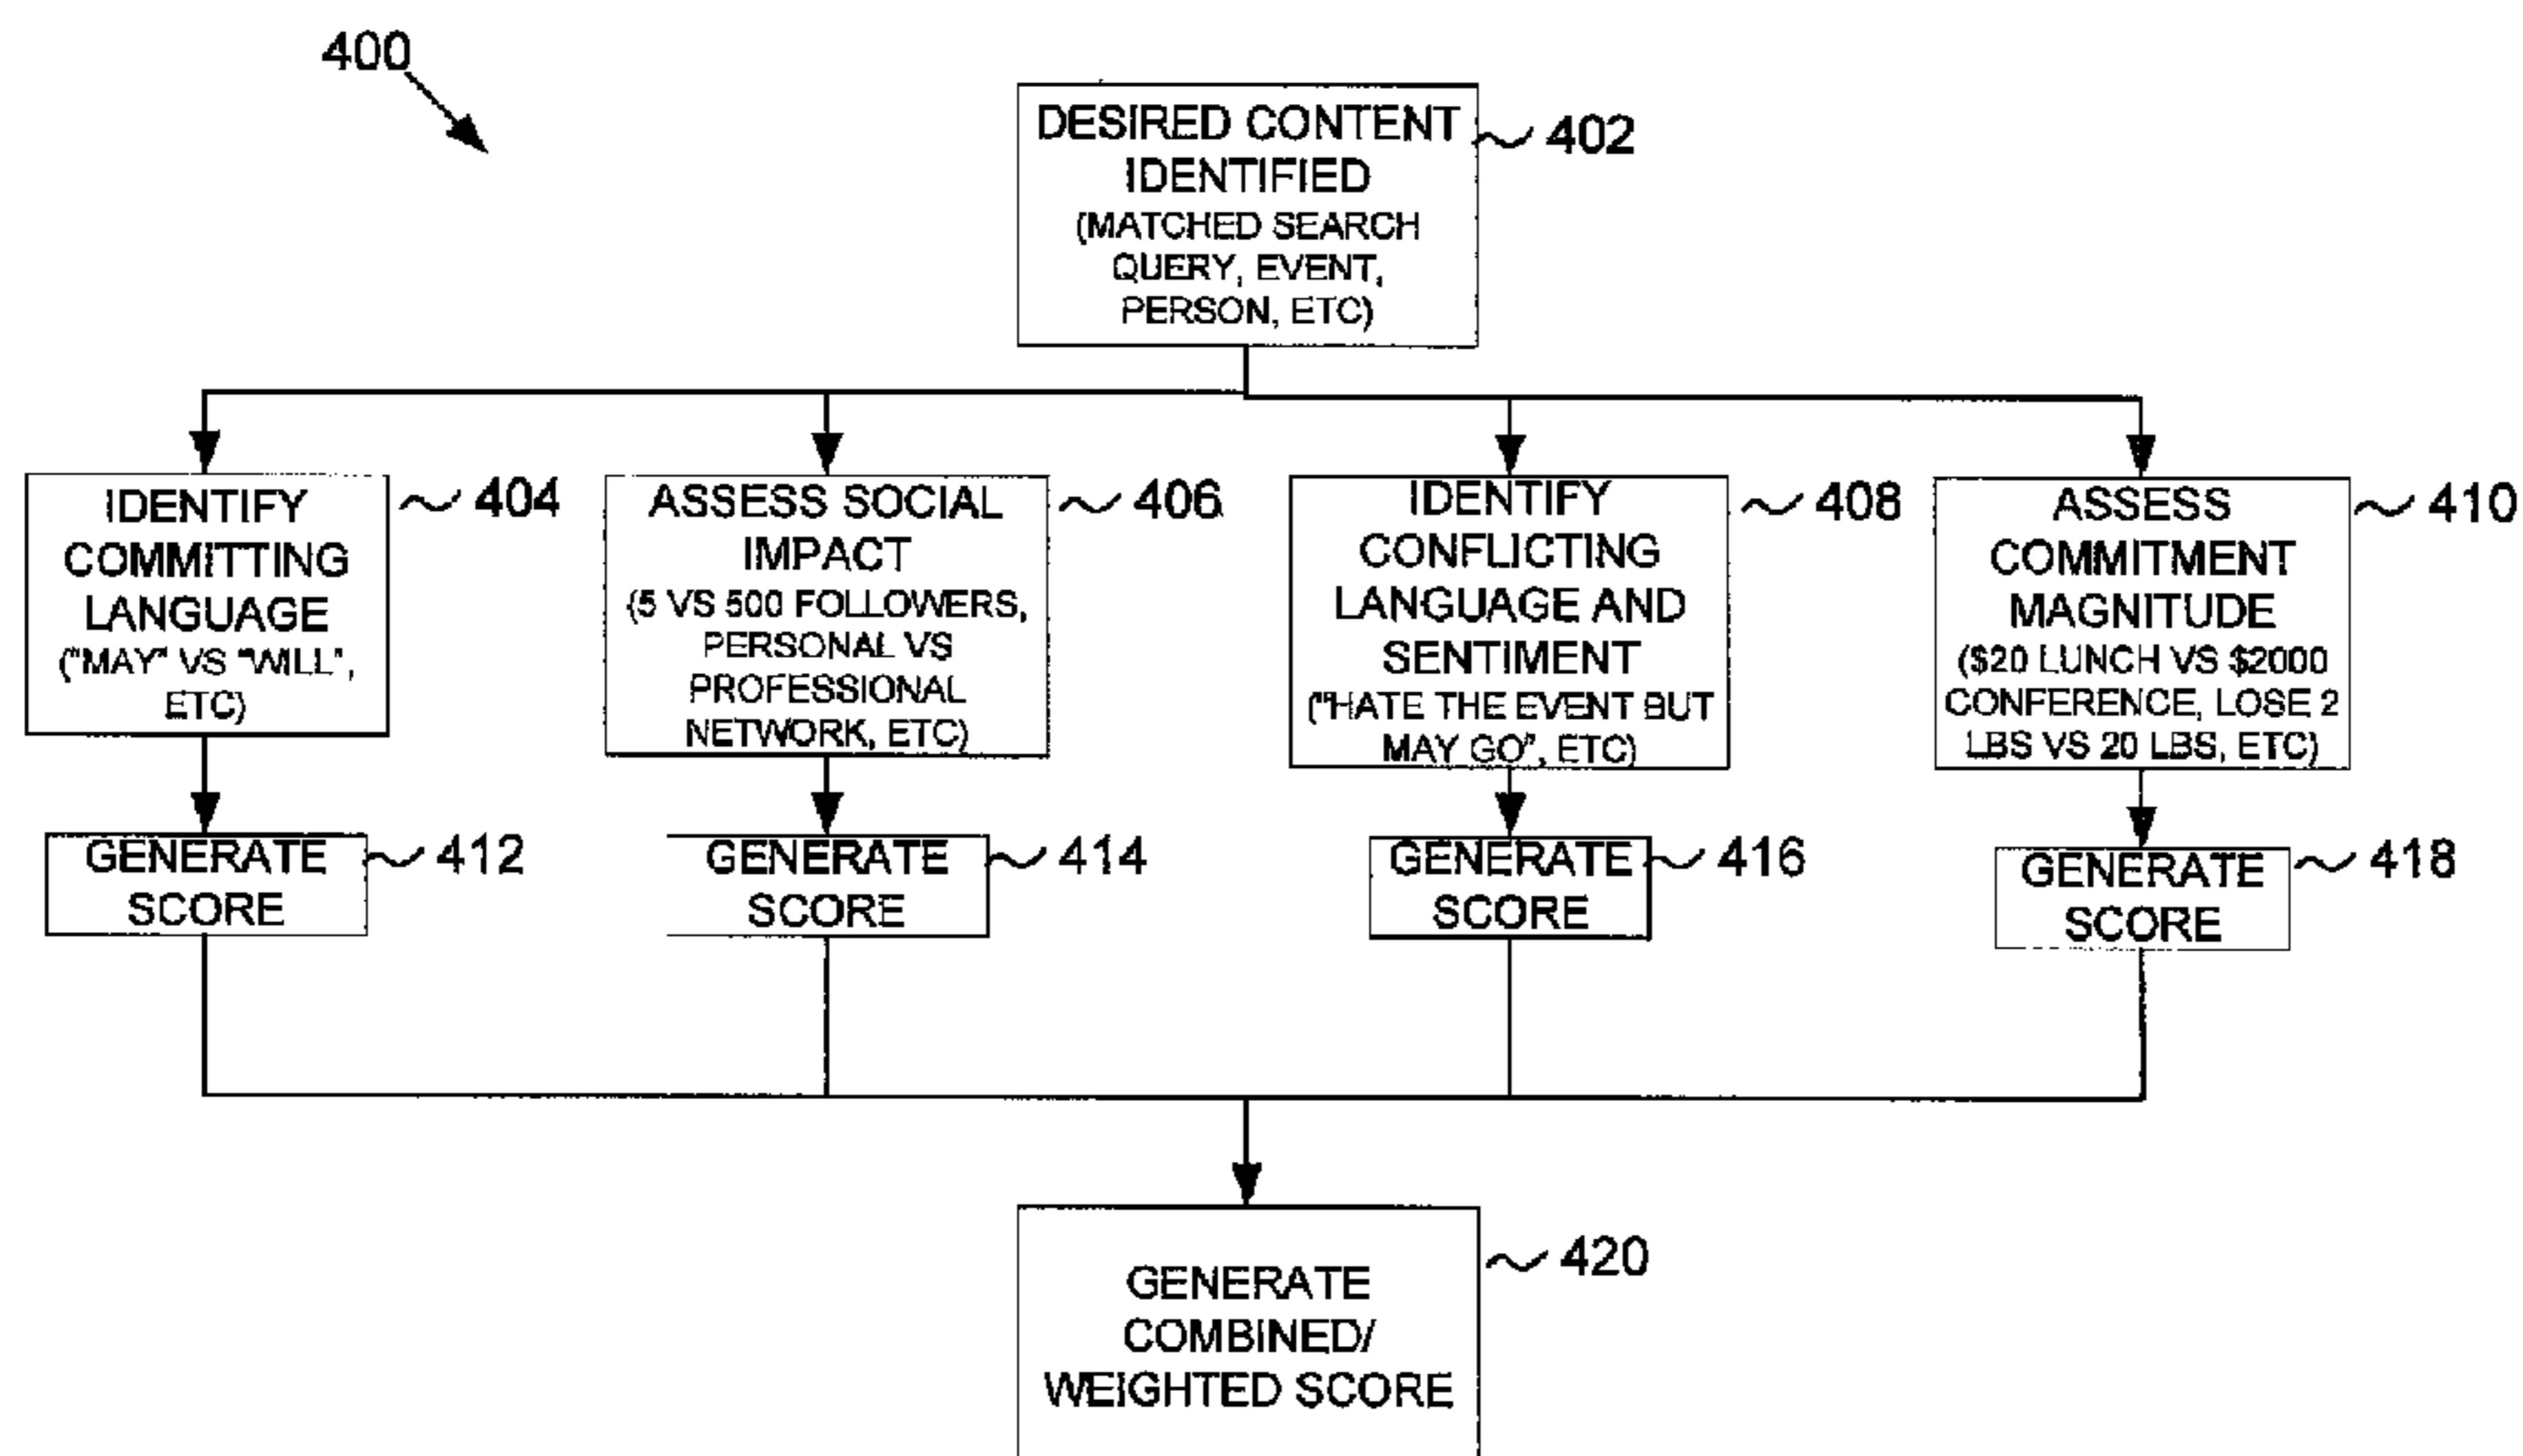 400
DESIRED CONTENT
IDENTIFIED
(MATCHED SEARCH
QUERY, EVENT,
PERSON, ETC)
402
IDENTIFY
COMMITTING
LANGUAGE
("MAY" VS "WILL",
ETC)
404
ASSESS SOCIAL
IMPACT
(5 VS 500 FOLLOWERS,
PERSONAL VS
PROFESSIONAL
NETWORK, ETC)
406
IDENTIFY
CONFLICTING
LANGUAGE AND
SENTIMENT
("HATE THE EVENT BUT
MAY GO", ETC)
408
ASSESS
COMMITMENT
MAGNITUDE
($20 LUNCH VS $2000
CONFERENCE, LOSE 2
LBS VS 20 LBS, ETC)
410
GENERATE
SCORE
412
GENERATE
SCORE
414
GENERATE
SCORE
416
GENERATE
SCORE
418
GENERATE
COMBINED/
WEIGHTED SCORE
420